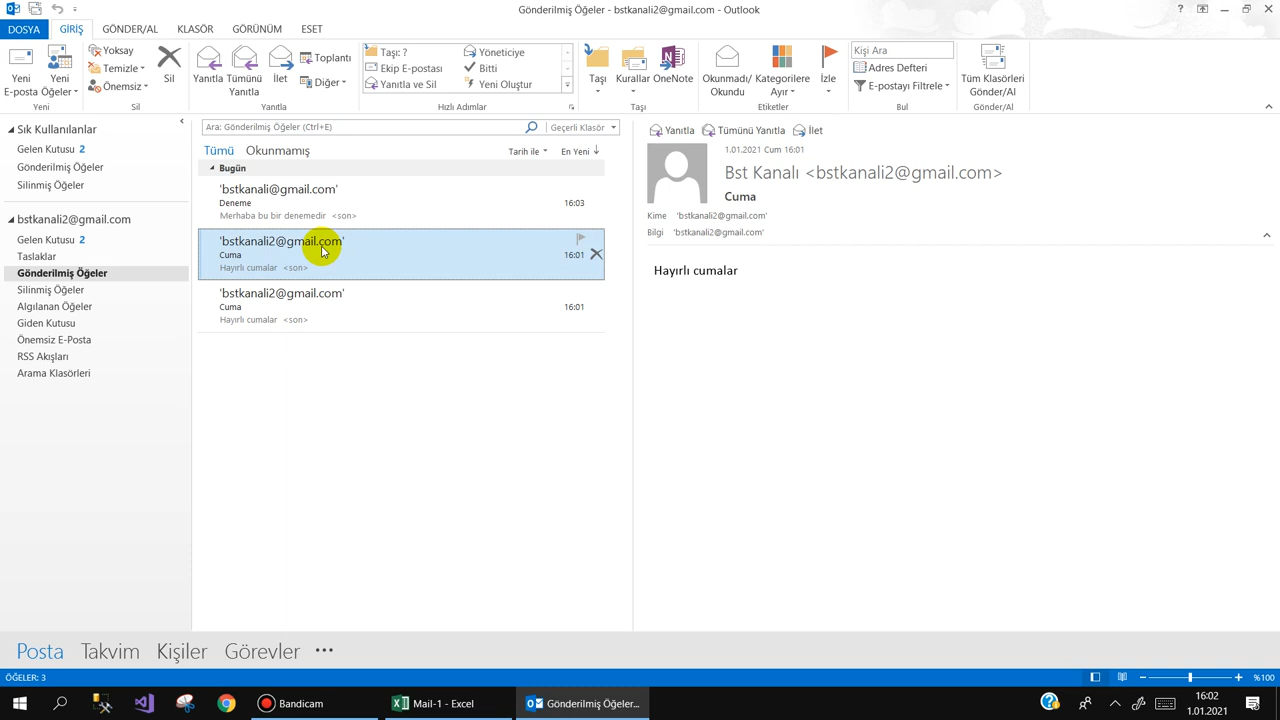 Gönderilmiş Öğeler - bstkanali2@gmail.com - Outlook
DOSYA GİRİŞ GÖNDER/AL KLASÖR GÖRÜNÜM ESET
Yeni E-posta
Yeni Öğeler
Yeni
Yoksay
Temizle
Önemsiz
Sil
Sil
Yanıtla
Tümünü Yanıtla
İlet
Toplantı
Diğer
Yanıtla
Taşı: ?
Ekip E-postası
Yanıtla ve Sil
Yöneticiye
Bitti
Yeni Oluştur
Hızlı Adımlar
Taşı
Kurallar
OneNote
Taşı
Okunmadı/ Okundu
Kategorilere Ayır
İzle
Etiketler
Kişi Ara
Adres Defteri
E-postayı Filtrele
Bul
Tüm Klasörleri Gönder/Al
Gönder/Al
Sık Kullanılanlar
Gelen Kutusu 2
Gönderilmiş Öğeler
Silinmiş Öğeler
bstkanali2@gmail.com
Gelen Kutusu 2
Taslaklar
Gönderilmiş Öğeler
Silinmiş Öğeler
Algılanan Öğeler
Giden Kutusu
Önemsiz E-Posta
RSS Akışları
Arama Klasörleri
Ara: Gönderilmiş Öğeler (Ctrl+E)
Geçerli Klasör
Tümü Okunmamış
Tarih ile En Yeni
Bugün
'bstkanali@gmail.com'
Deneme 16:03
Merhaba bu bir denemedir <son>
'bstkanali2@gmail.com'
Cuma 16:01
Hayırlı cumalar <son>
'bstkanali2@gmail.com'
Cuma 16:01
Hayırlı cumalar <son>
Yanıtla Tümünü Yanıtla İlet
1.01.2021 Cum 16:01
Bst Kanalı <bstkanali2@gmail.com>
Cuma
Kime 'bstkanali2@gmail.com'
Bilgi 'bstkanali2@gmail.com'
Hayırlı cumalar
Posta Takvim Kişiler Görevler
ÖĞELER: 3
%100
Bandicam
Mail-1 - Excel
Gönderilmiş Öğeler...
16:02
1.01.2021